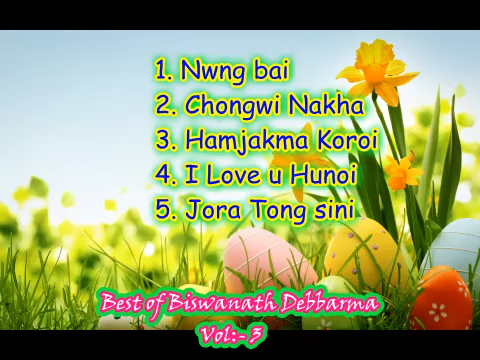 1. Nwng bai
2. Chongwi Nakha
3. Hamjakma Koroi
4. I Love u Hunoi
5. Jora Tong sini
Best of Biswanath Debbarma
Vol:- 3